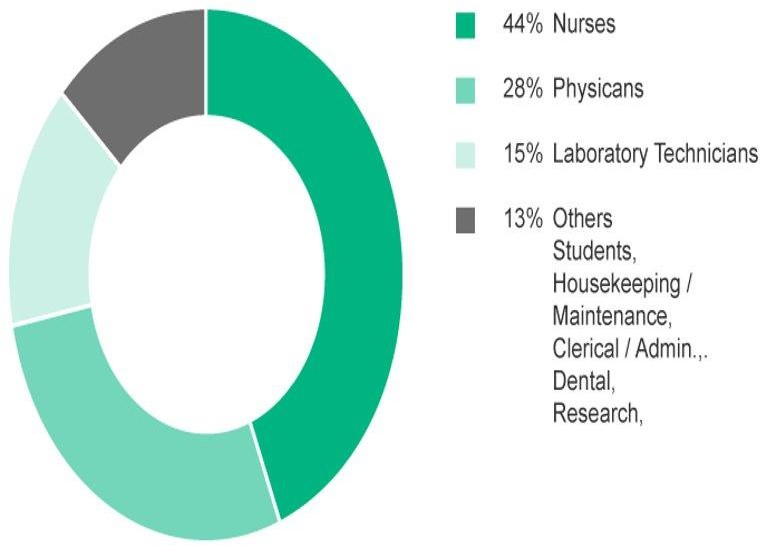 44% Nurses
28% Physicans
15% Laboratory Technicians
13% Others
Students,
Housekeeping /
Maintenance,
Clerical / Admin.,.
Dental,
Research,